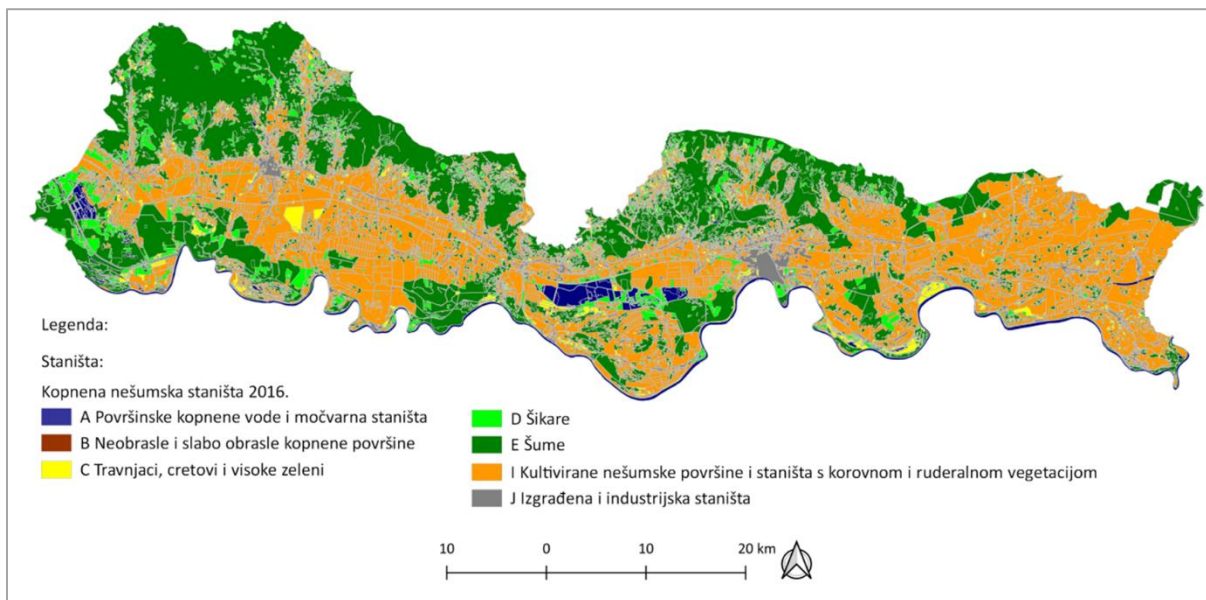 Legenda:
Staništa:
Kopnena nešumska staništa 2016.
A Površinske kopnene vode i močvarna staništa
B Neobrasle i slabo obrasle kopnene površine
C Travnjaci, cretovi i visoke zeleni
D Šikare
E Šume
I Kultivirane nešumske površine i staništa s korovnom i ruderalnom vegetacijom
J Izgrađena i industrijska staništa
10 0 10 20 km